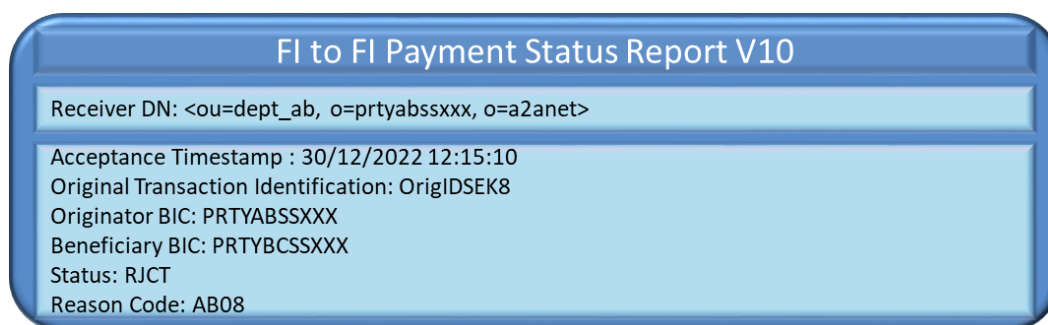 FI to FI Payment Status Report V10
Receiver DN: <ou=dept_ab, o=prtyabssxxx, o=a2anet>
Acceptance Timestamp : 30/12/2022 12:15:10
Original Transaction Identification: OrigIDSEK8
Originator BIC: PRTYABSSXXX
Beneficiary BIC: PRTYBCSSXXX
Status: RJCT
Reason Code: AB08